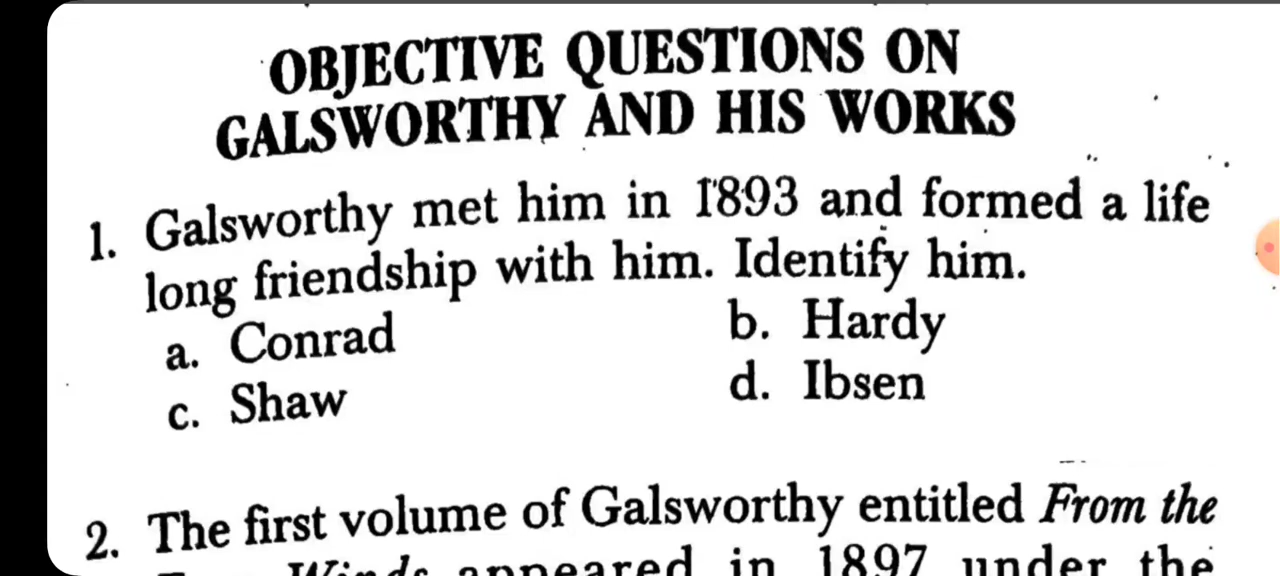 OBJECTIVE QUESTIONS ON
GALSWORTHY AND HIS WORKS
1. Galsworthy met him in 1893 and formed a life
long friendship with him. Identify him.
a. Conrad b. Hardy
c. Shaw d. Ibsen
2. The first volume of Galsworthy entitled From the
Winds appeared in 1897 under the